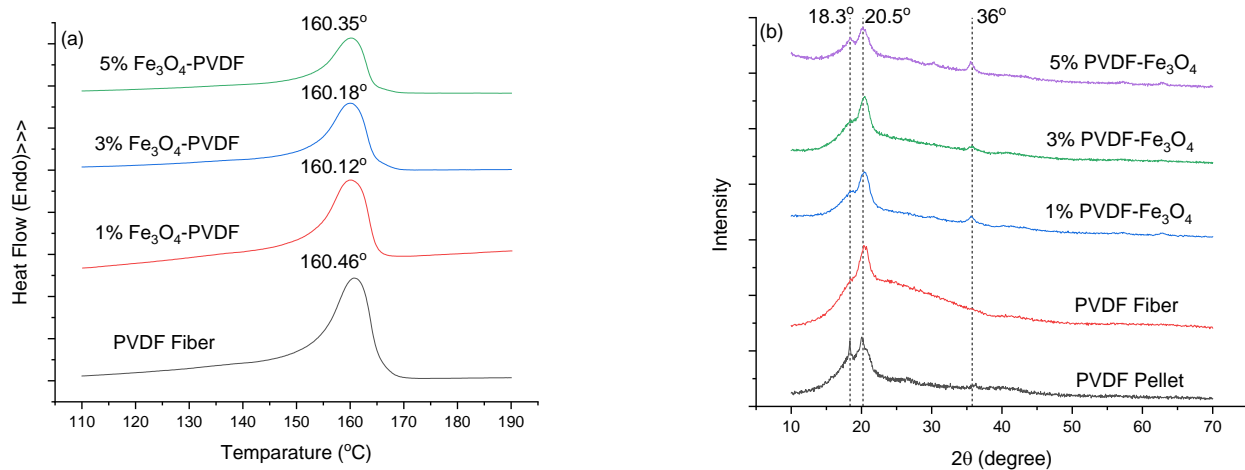 (a)
160.35°
5% Fe₃O₄-PVDF
160.18°
3% Fe₃O₄-PVDF
160.12°
1% Fe₃O₄-PVDF
160.46°
PVDF Fiber
Heat Flow (Endo)>>>
110 120 130 140 150 160 170 180 190
Temparature (°C)
(b)
18.3° 20.5° 36°
5% PVDF-Fe₃O₄
3% PVDF-Fe₃O₄
1% PVDF-Fe₃O₄
PVDF Fiber
PVDF Pellet
Intensity
10 20 30 40 50 60 70
2θ (degree)